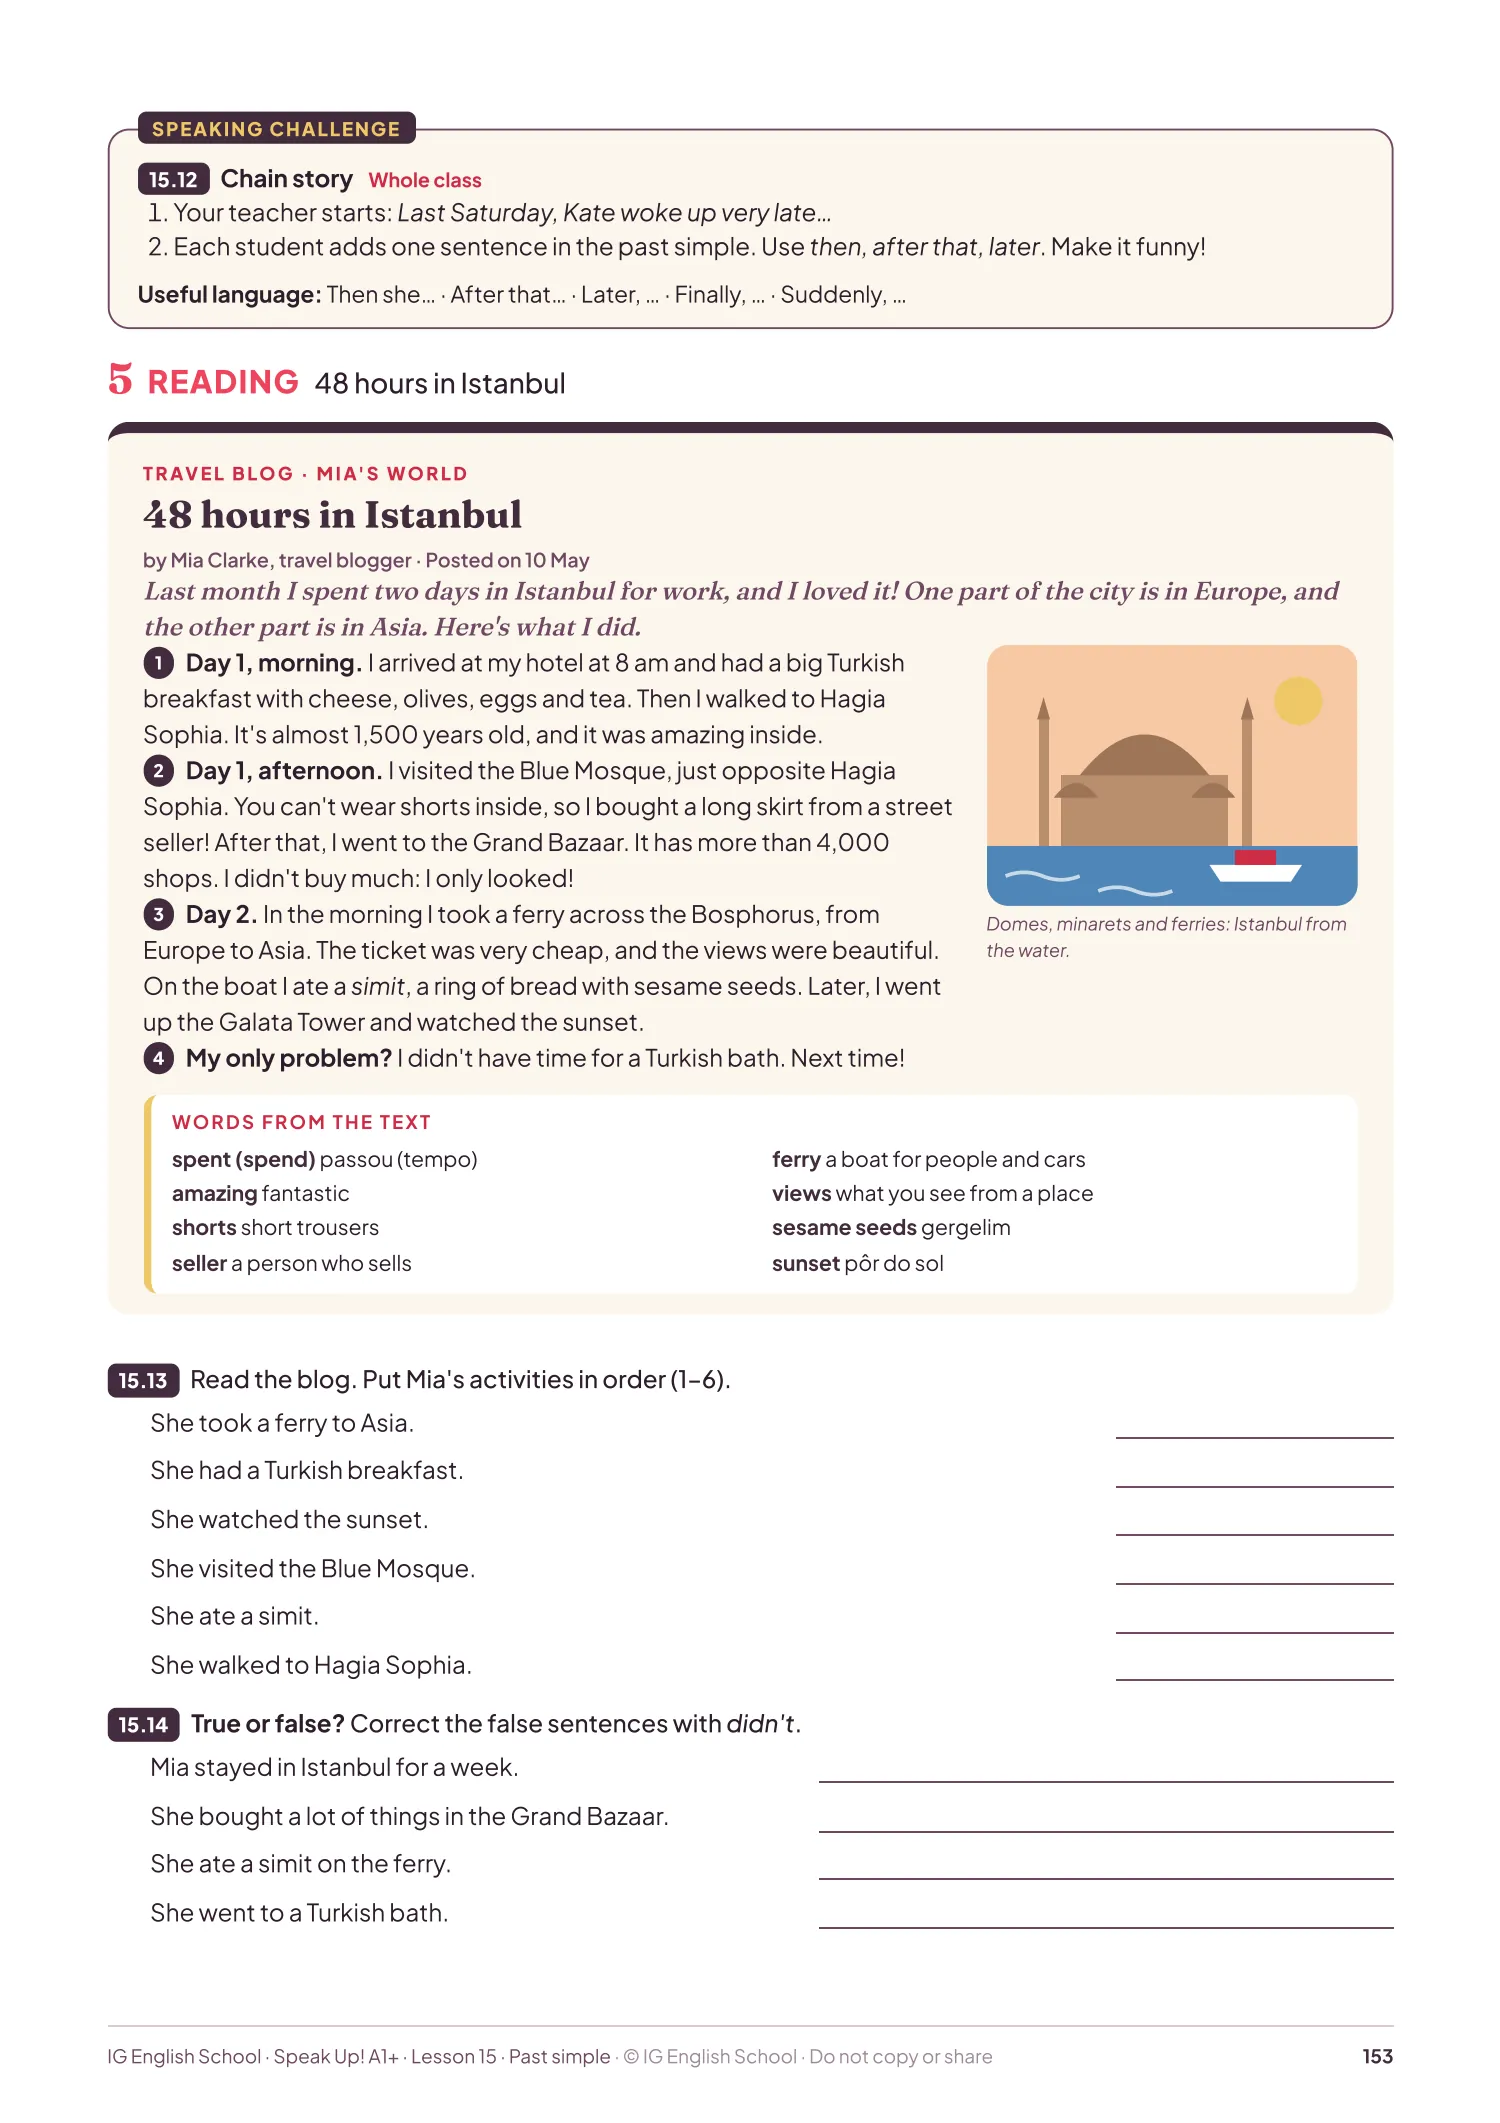 SPEAKING CHALLENGE
15.12 Chain story Whole class
1. Your teacher starts: Last Saturday, Kate woke up very late…
2. Each student adds one sentence in the past simple. Use then, after that, later. Make it funny!
Useful language: Then she… · After that… · Later, … · Finally, … · Suddenly, …
5 READING 48 hours in Istanbul
TRAVEL BLOG · MIA'S WORLD
48 hours in Istanbul
by Mia Clarke, travel blogger · Posted on 10 May
Last month I spent two days in Istanbul for work, and I loved it! One part of the city is in Europe, and
the other part is in Asia. Here's what I did.
1 Day 1, morning. I arrived at my hotel at 8 am and had a big Turkish
breakfast with cheese, olives, eggs and tea. Then I walked to Hagia
Sophia. It's almost 1,500 years old, and it was amazing inside.
2 Day 1, afternoon. I visited the Blue Mosque, just opposite Hagia
Sophia. You can't wear shorts inside, so I bought a long skirt from a street
seller! After that, I went to the Grand Bazaar. It has more than 4,000
shops. I didn't buy much: I only looked!
3 Day 2. In the morning I took a ferry across the Bosphorus, from
Europe to Asia. The ticket was very cheap, and the views were beautiful.
On the boat I ate a simit, a ring of bread with sesame seeds. Later, I went
up the Galata Tower and watched the sunset.
4 My only problem? I didn't have time for a Turkish bath. Next time!
Domes, minarets and ferries: Istanbul from
the water.
WORDS FROM THE TEXT
spent (spend) passou (tempo)
amazing fantastic
shorts short trousers
seller a person who sells
ferry a boat for people and cars
views what you see from a place
sesame seeds gergelim
sunset pôr do sol
15.13 Read the blog. Put Mia's activities in order (1–6).
She took a ferry to Asia.
She had a Turkish breakfast.
She watched the sunset.
She visited the Blue Mosque.
She ate a simit.
She walked to Hagia Sophia.
15.14 True or false? Correct the false sentences with didn't.
Mia stayed in Istanbul for a week.
She bought a lot of things in the Grand Bazaar.
She ate a simit on the ferry.
She went to a Turkish bath.
IG English School · Speak Up! A1+ · Lesson 15 · Past simple · © IG English School · Do not copy or share
153